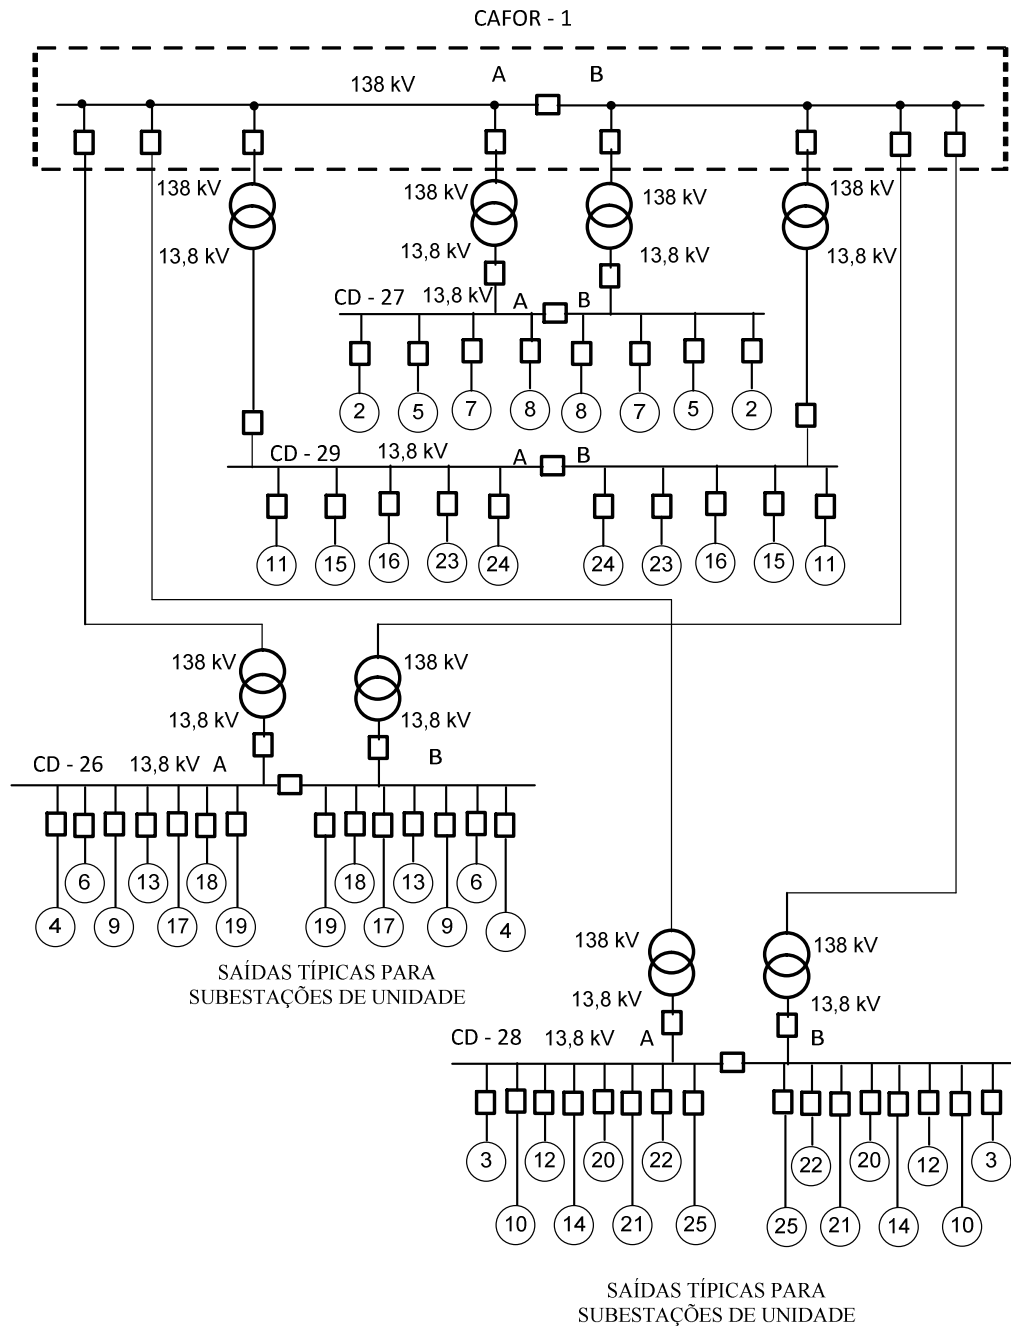 CAFOR - 1
A B
138 kV
138 kV 138 kV 138 kV 138 kV
13,8 kV 13,8 kV 13,8 kV 13,8 kV
CD - 27 13,8 kV A B
2 5 7 8 8 7 5 2
CD - 29 13,8 kV A B
11 15 16 23 24 24 23 16 15 11
138 kV 138 kV
13,8 kV 13,8 kV
CD - 26 13,8 kV A B
6 13 18 18 13 6
4 9 17 19 19 17 9 4
SAÍDAS TÍPICAS PARA
SUBESTAÇÕES DE UNIDADE
138 kV 138 kV
13,8 kV 13,8 kV
CD - 28 13,8 kV A B
3 12 20 22 22 20 12 3
10 14 21 25 25 21 14 10
SAÍDAS TÍPICAS PARA
SUBESTAÇÕES DE UNIDADE